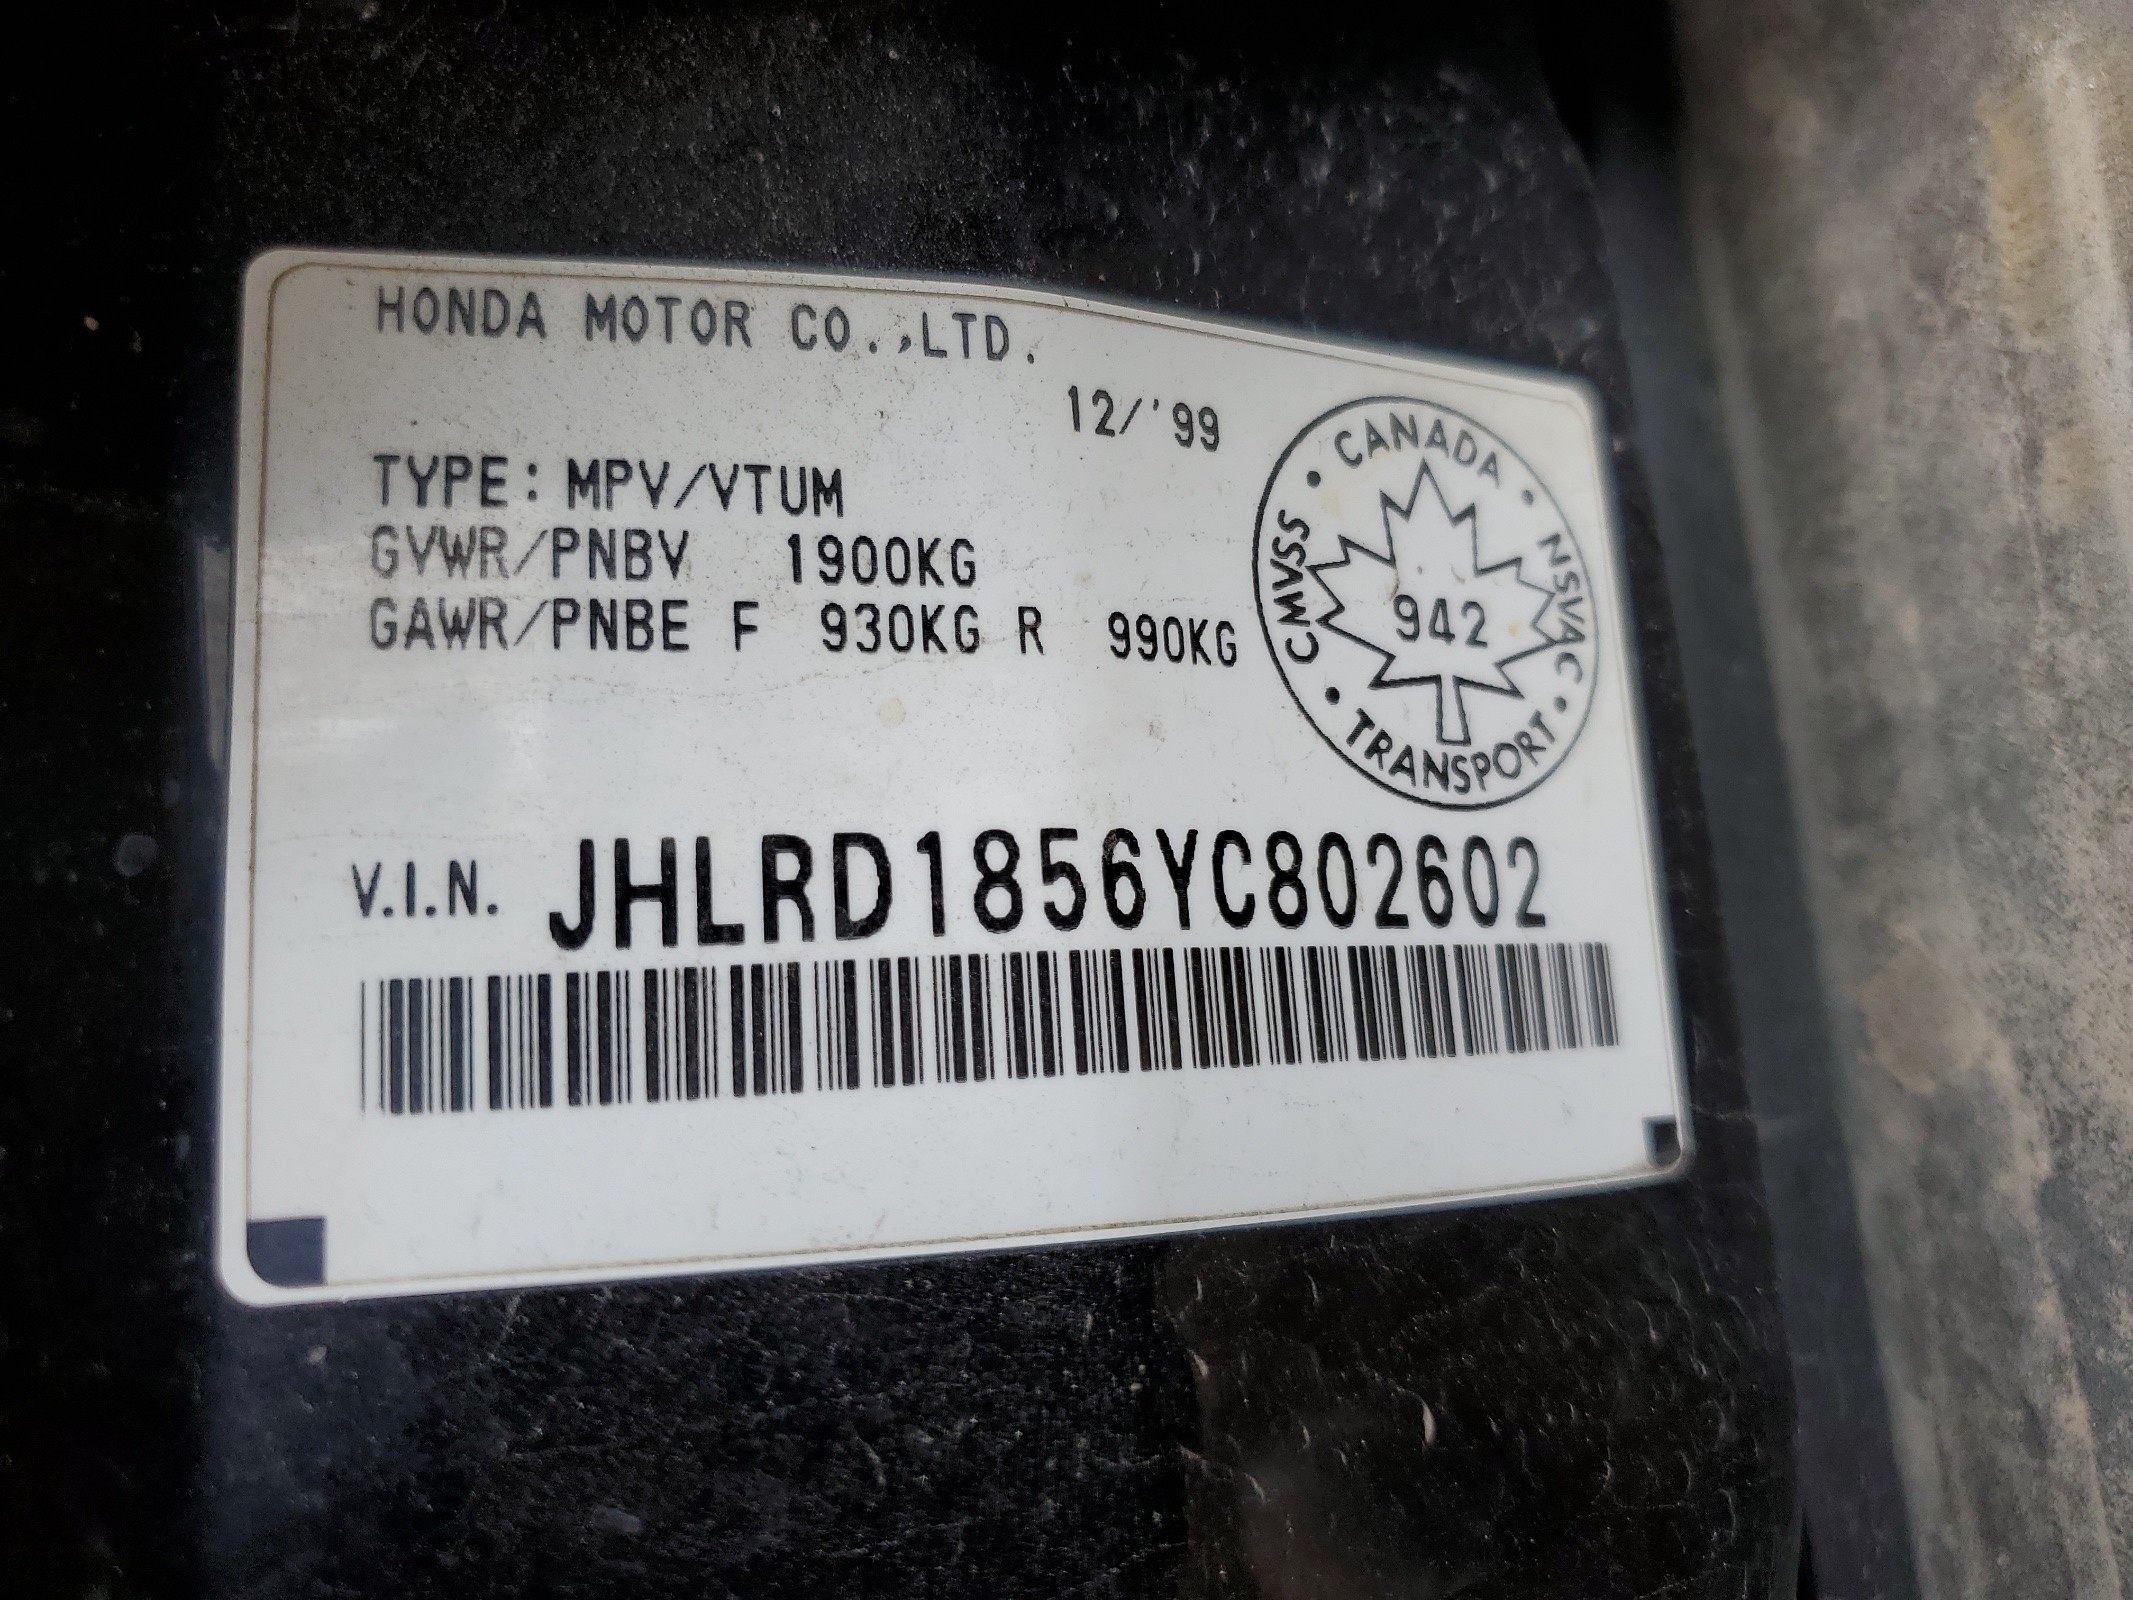 HONDA MOTOR CO.,LTD.
12/'99
TYPE: MPV/VTUM
GVWR/PNBV 1900KG
GAWR/PNBE F 930KG R 990KG
CANADA • NSVAC • TRANSPORT • CMVSS •
942
V.I.N. JHLRD1856YC802602